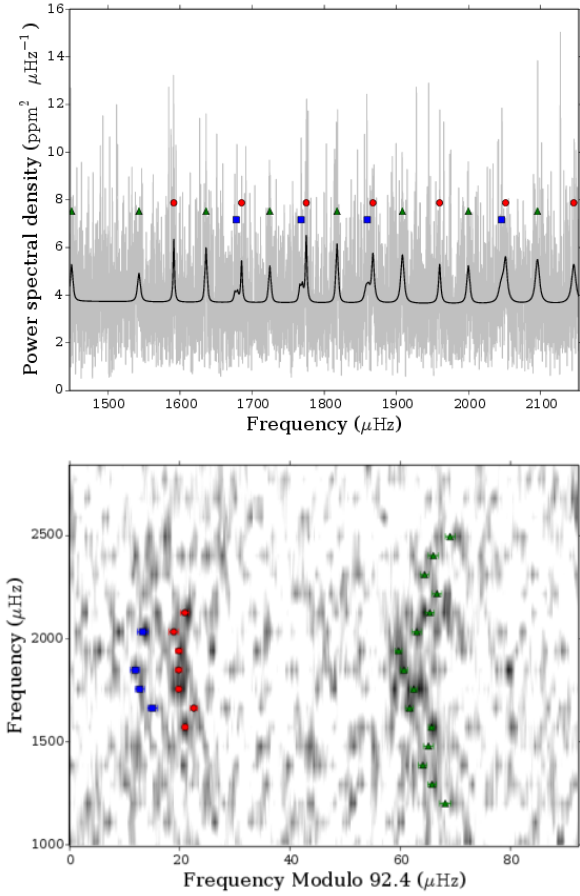 16
14
12
10
8
6
4
2
0
Power spectral density (ppm² μHz⁻¹)
1500 1600 1700 1800 1900 2000 2100
Frequency (μHz)
2500
2000
1500
1000
Frequency (μHz)
0 20 40 60 80
Frequency Modulo 92.4 (μHz)